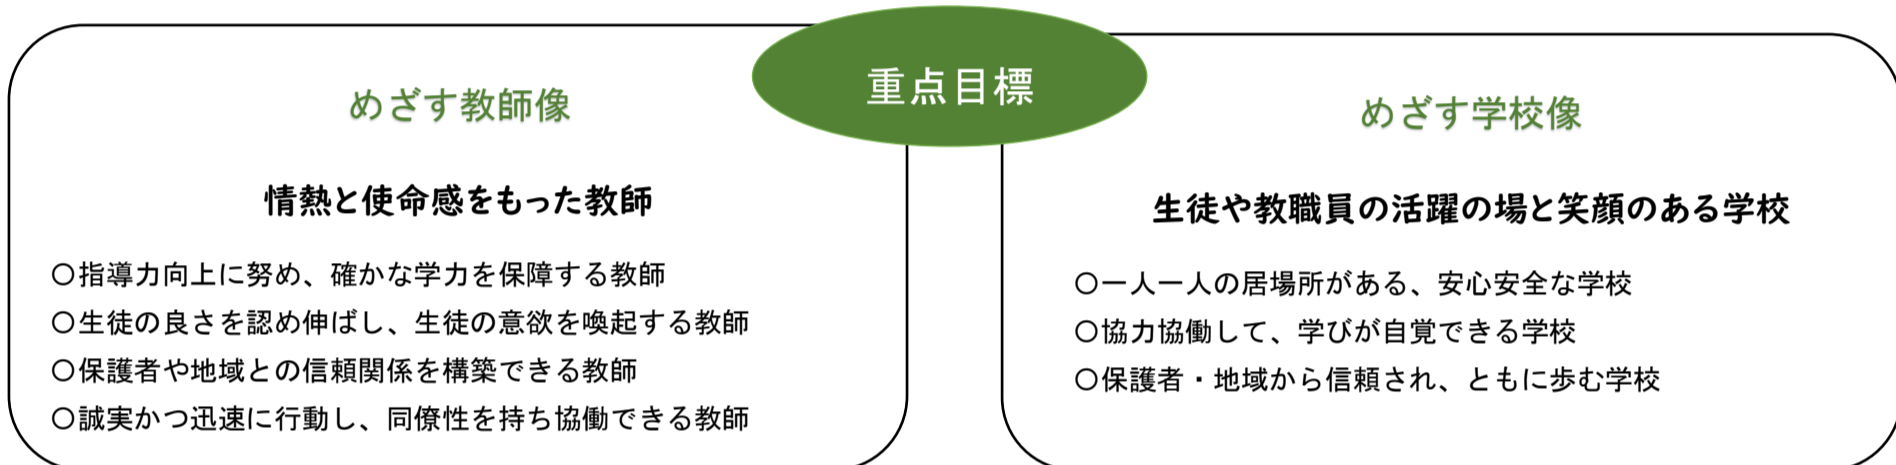 重点目標
めざす教師像
情熱と使命感をもった教師
〇指導力向上に努め、確かな学力を保障する教師
〇生徒の良さを認め伸ばし、生徒の意欲を喚起する教師
〇保護者や地域との信頼関係を構築できる教師
〇誠実かつ迅速に行動し、同僚性を持ち協働できる教師
めざす学校像
生徒や教職員の活躍の場と笑顔のある学校
〇一人一人の居場所がある、安心安全な学校
〇協力協働して、学びが自覚できる学校
〇保護者・地域から信頼され、ともに歩む学校